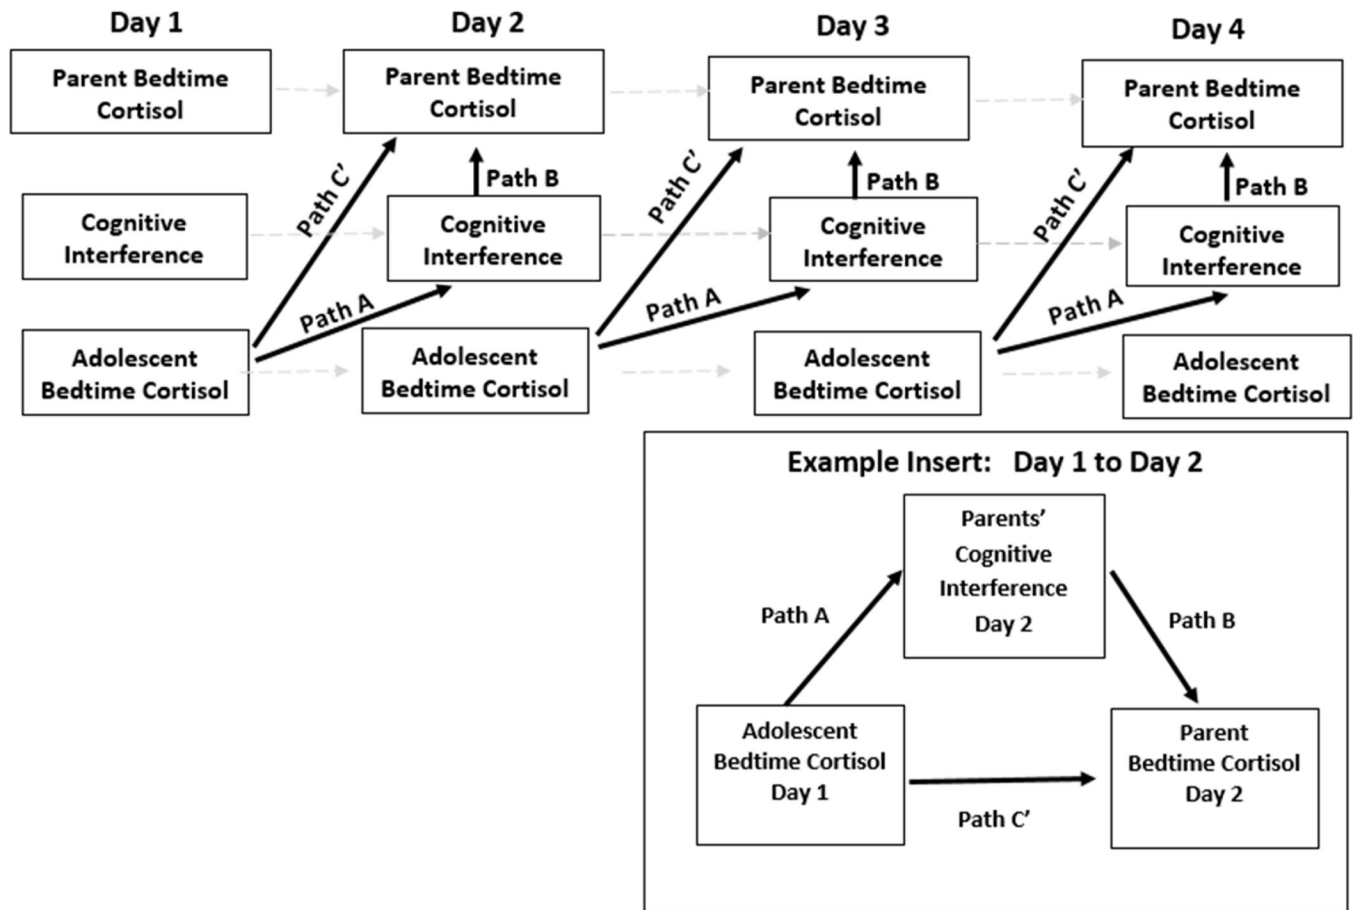 Day 1
Day 2
Day 3
Day 4
Parent Bedtime
Cortisol
Parent Bedtime
Cortisol
Parent Bedtime
Cortisol
Parent Bedtime
Cortisol
Path C'
Path B
Path C'
Path B
Path C'
Path B
Cognitive
Interference
Cognitive
Interference
Cognitive
Interference
Cognitive
Interference
Path A
Path A
Path A
Adolescent
Bedtime Cortisol
Adolescent
Bedtime Cortisol
Adolescent
Bedtime Cortisol
Adolescent
Bedtime Cortisol
Example Insert: Day 1 to Day 2
Parents’
Cognitive
Interference
Day 2
Path A
Path B
Adolescent
Bedtime Cortisol
Day 1
Parent
Bedtime Cortisol
Day 2
Path C’